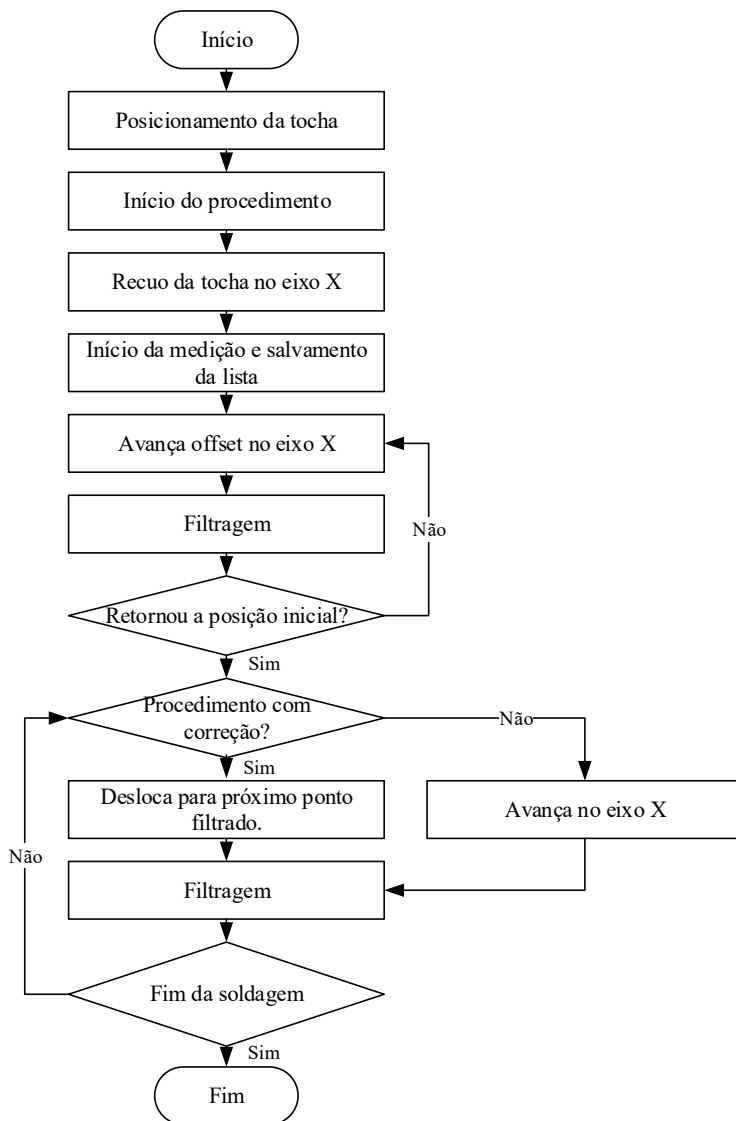 Início
Posicionamento da tocha
Início do procedimento
Recuo da tocha no eixo X
Início da medição e salvamento
da lista
Avança offset no eixo X
Filtragem
Não
Retornou a posição inicial?
Sim
Procedimento com
correção?
Não
Sim
Desloca para próximo ponto
filtrado.
Avança no eixo X
Não
Filtragem
Fim da soldagem
Sim
Fim